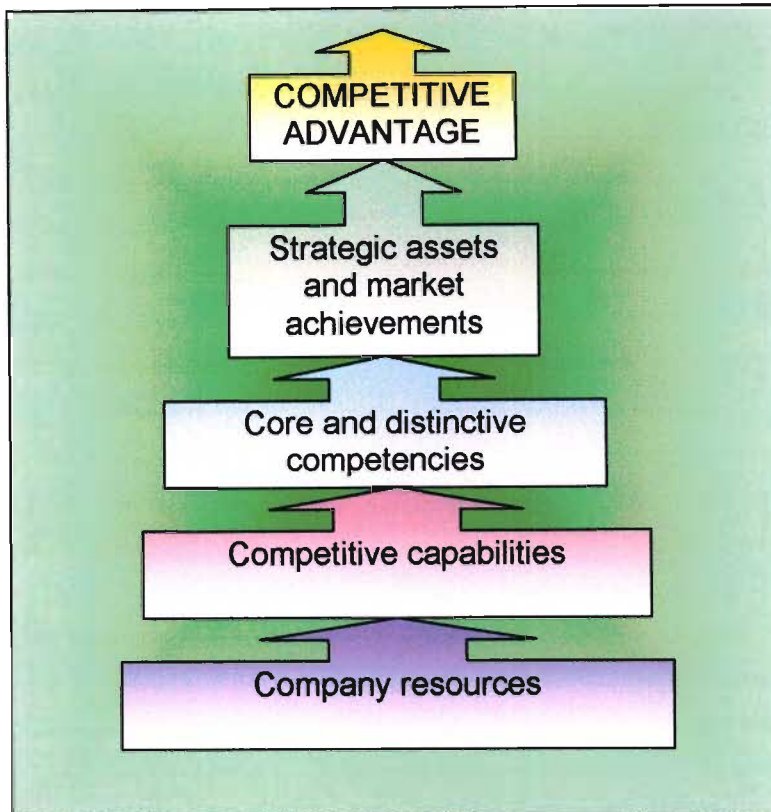 COMPETITIVE
ADVANTAGE
Strategic assets
and market
achievements
Core and distinctive
competencies
Competitive capabilities
Company resources